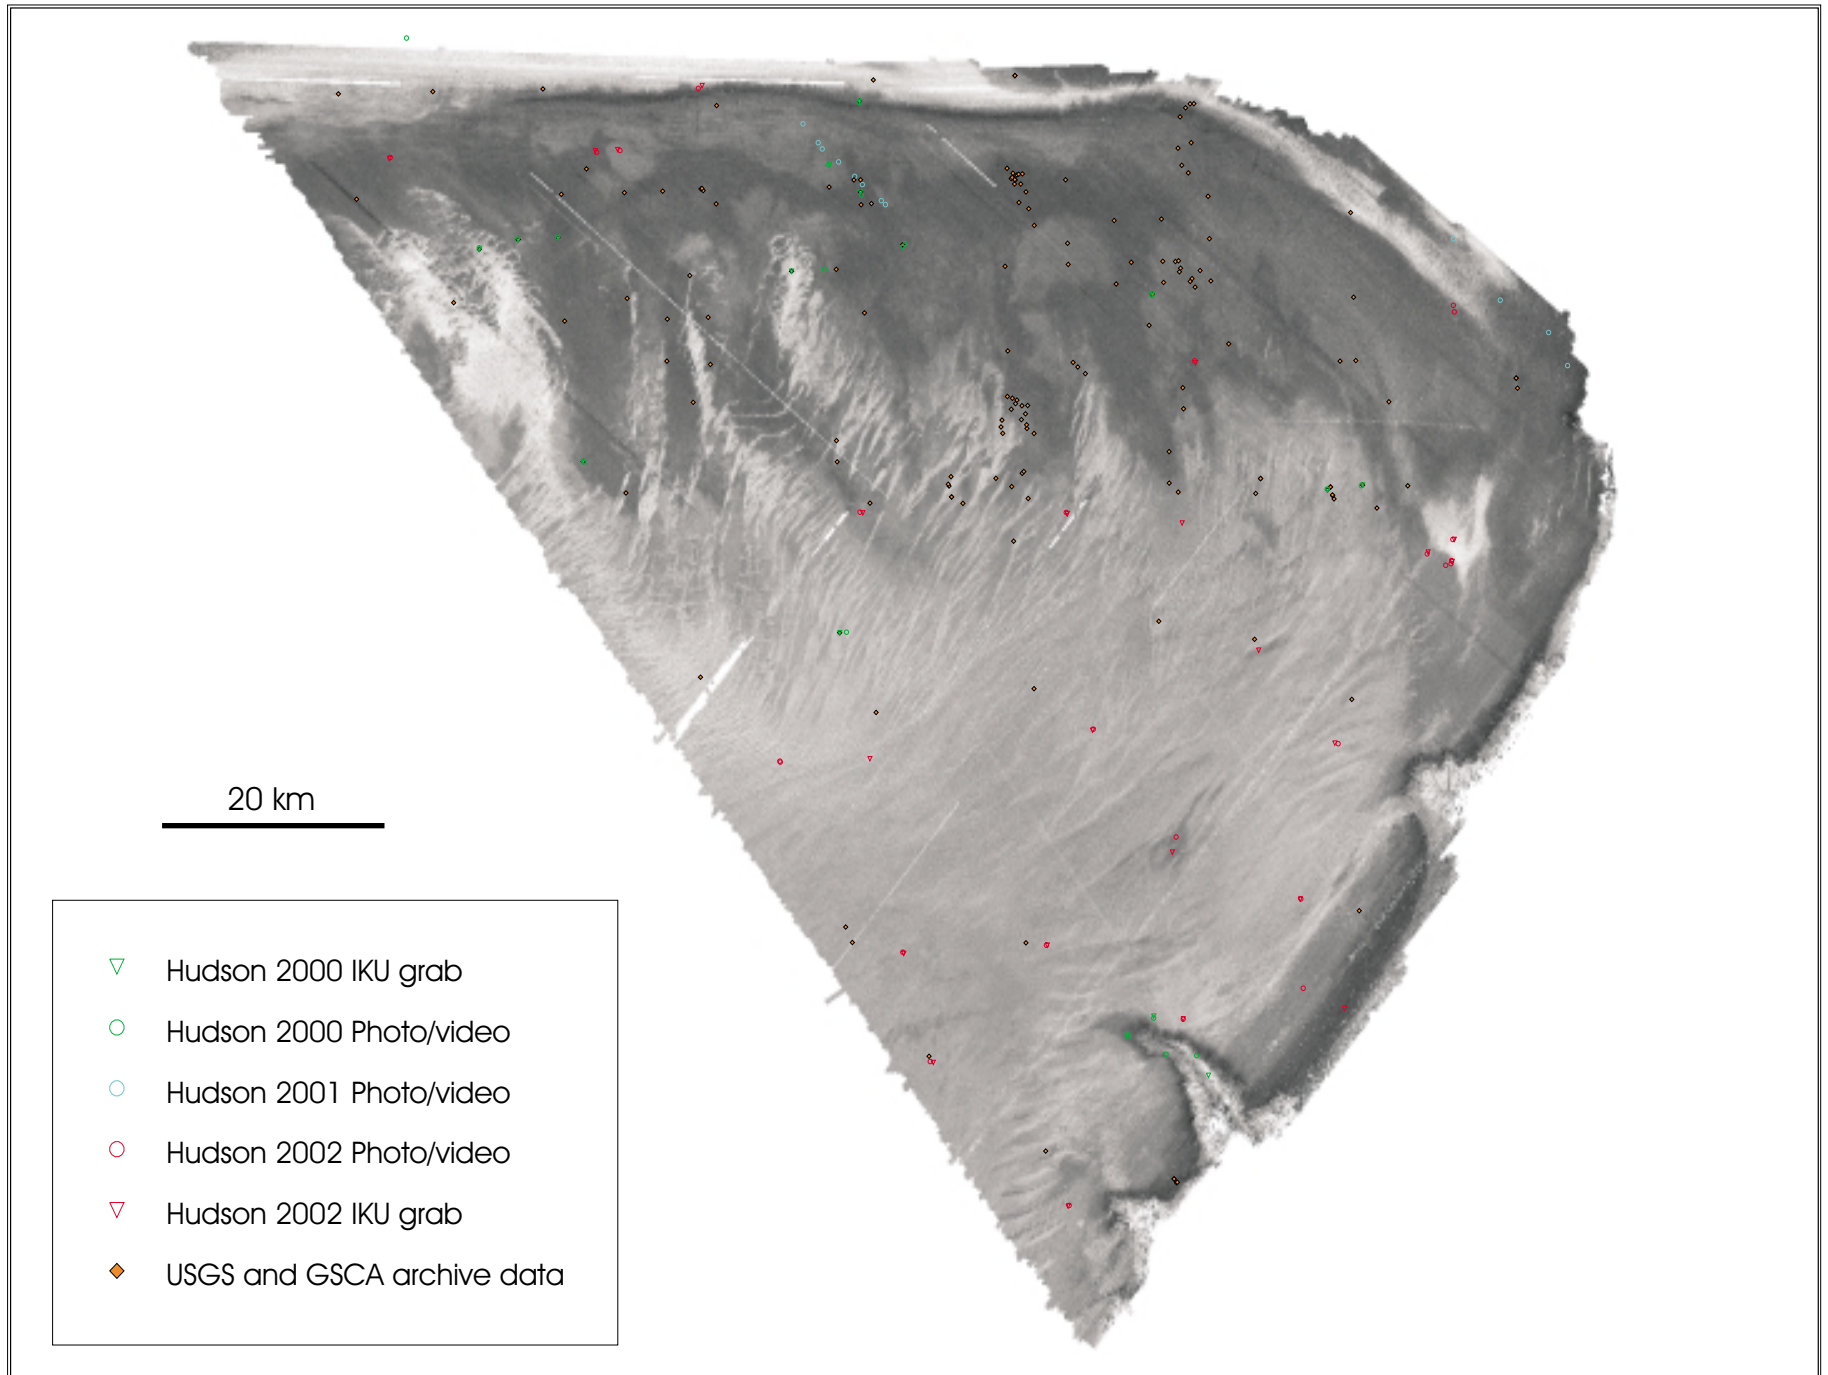 20 km
Hudson 2000 IKU grab
Hudson 2000 Photo/video
Hudson 2001 Photo/video
Hudson 2002 Photo/video
Hudson 2002 IKU grab
USGS and GSCA archive data